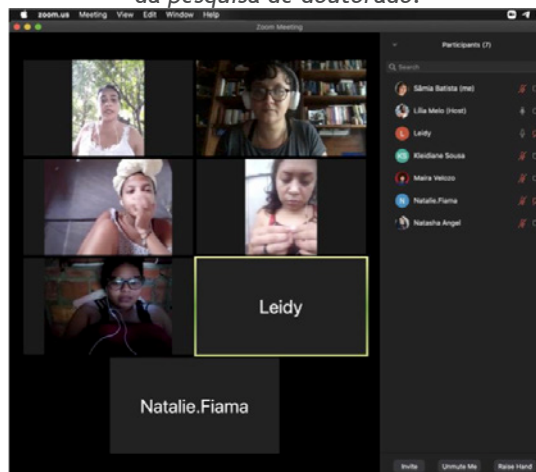 da pesquisa de doutorado.
zoom.us Meeting View Edit Window Help
Zoom Meeting
Participants (7)
Search
Sâmia Batista (me)
Lilia Melo (Host)
L Leidy
KS Kleidiane Sousa
Maira Velozo
N Natalie.Fiama
Natasha Angel
Leidy
Natalie.Fiama
Invite Unmute Me Raise Hand